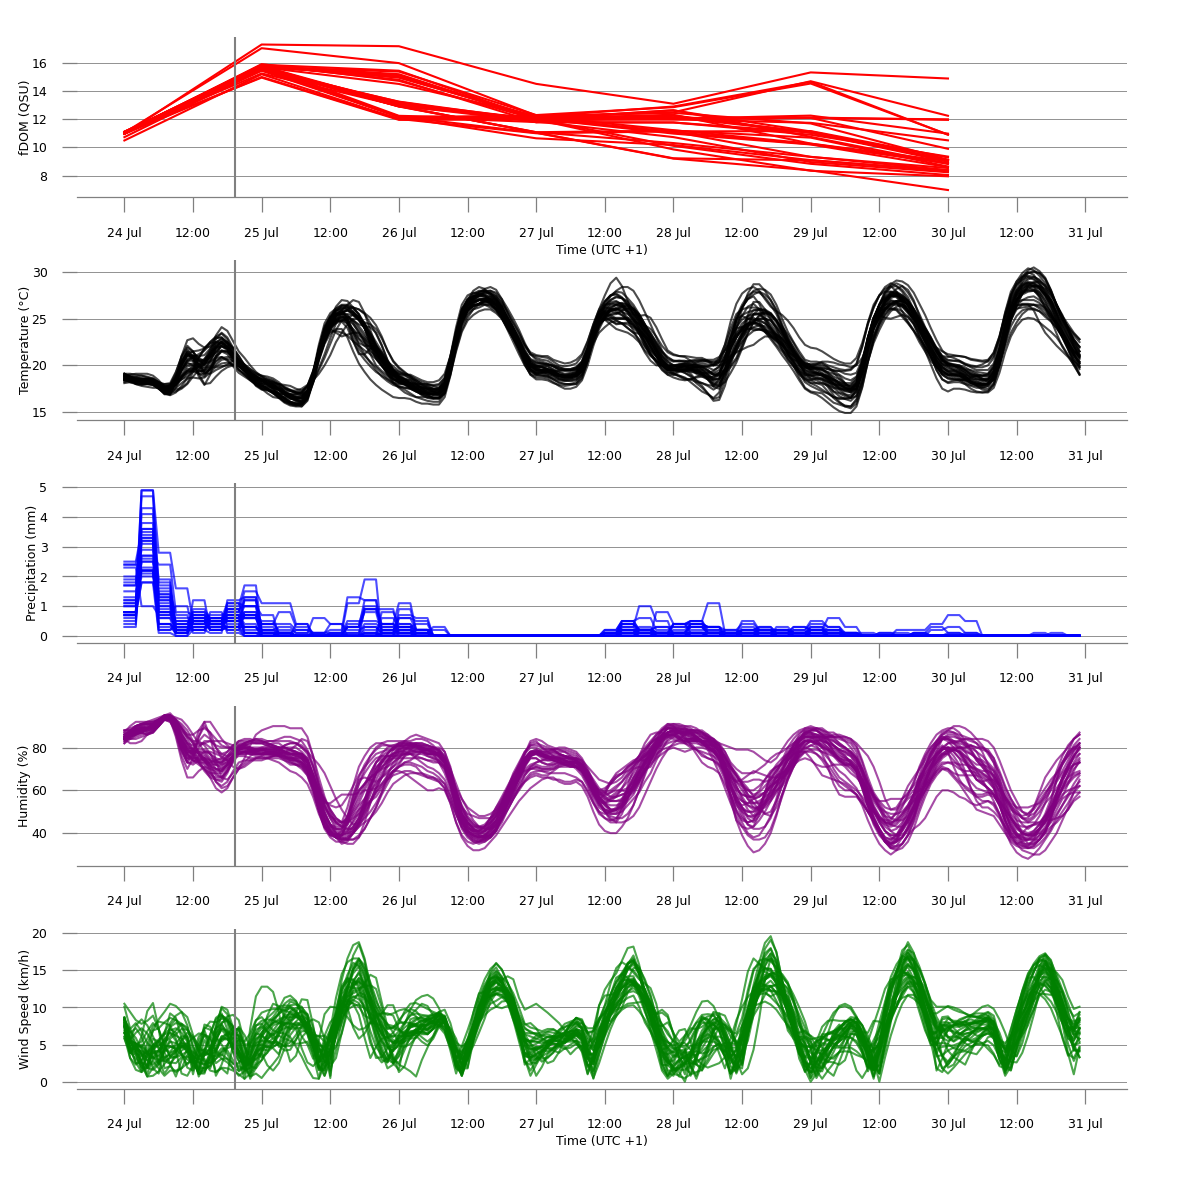 16
14
12
10
8
fDOM (QSU)
24 Jul 12:00 25 Jul 12:00 26 Jul 12:00 27 Jul 12:00 28 Jul 12:00 29 Jul 12:00 30 Jul 12:00 31 Jul
Time (UTC +1)
30
25
20
15
Temperature (°C)
24 Jul 12:00 25 Jul 12:00 26 Jul 12:00 27 Jul 12:00 28 Jul 12:00 29 Jul 12:00 30 Jul 12:00 31 Jul
5
4
3
2
1
0
Precipitation (mm)
24 Jul 12:00 25 Jul 12:00 26 Jul 12:00 27 Jul 12:00 28 Jul 12:00 29 Jul 12:00 30 Jul 12:00 31 Jul
80
60
40
Humidity (%)
24 Jul 12:00 25 Jul 12:00 26 Jul 12:00 27 Jul 12:00 28 Jul 12:00 29 Jul 12:00 30 Jul 12:00 31 Jul
20
15
10
5
0
Wind Speed (km/h)
24 Jul 12:00 25 Jul 12:00 26 Jul 12:00 27 Jul 12:00 28 Jul 12:00 29 Jul 12:00 30 Jul 12:00 31 Jul
Time (UTC +1)